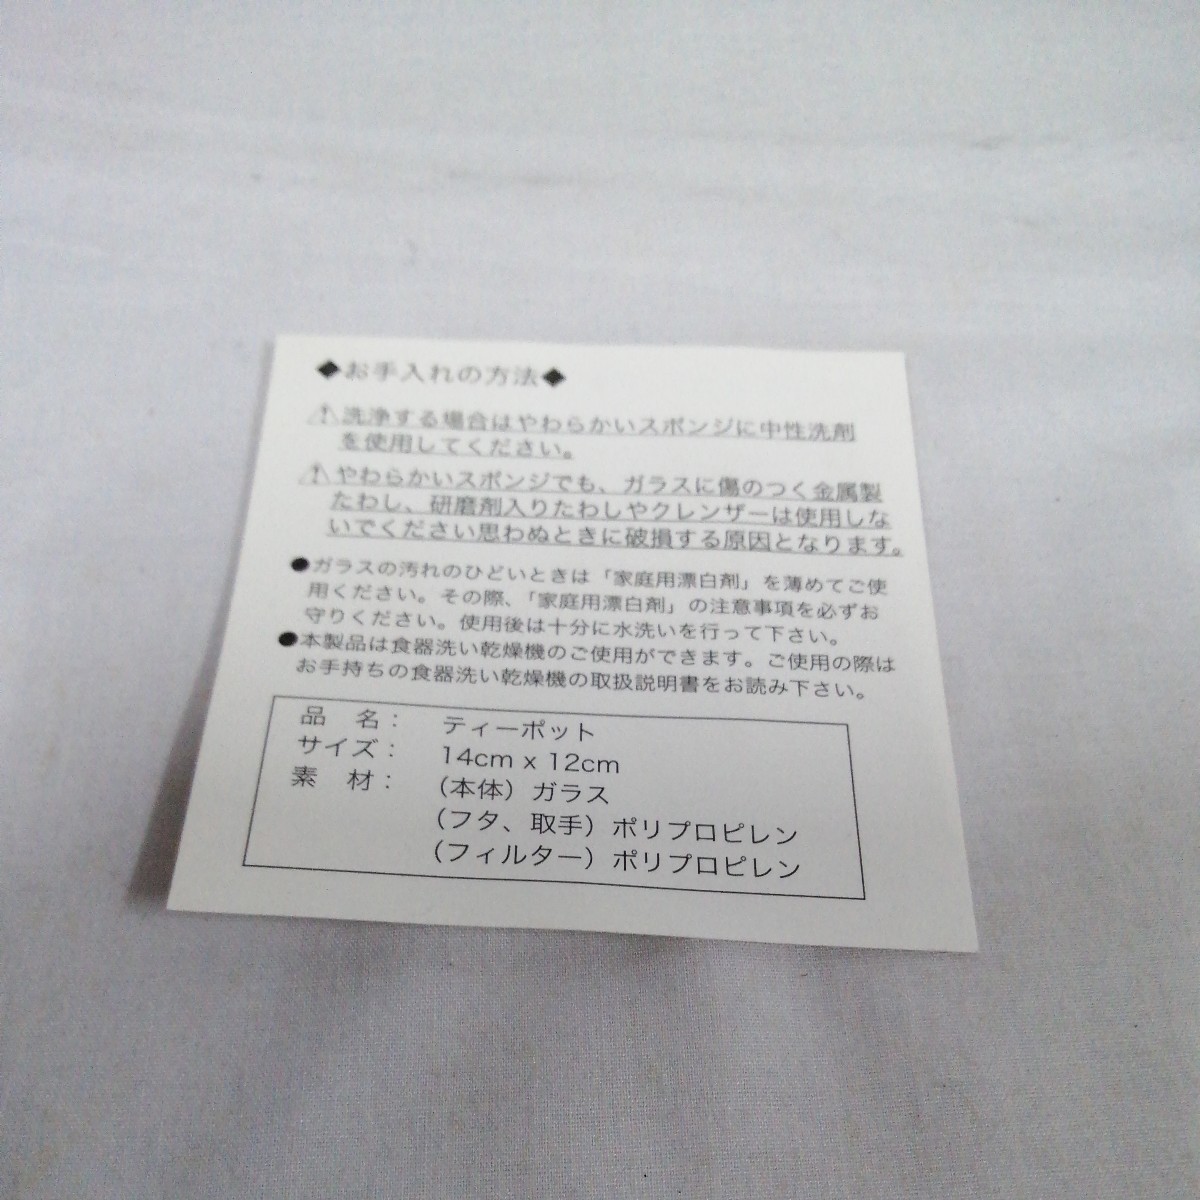 ◆お手入れの方法◆
⚠洗浄する場合はやわらかいスポンジに中性洗剤
を使用してください。
⚠やわらかいスポンジでも、ガラスに傷のつく金属製
たわし、研磨剤入りたわしやクレンザーは使用しな
いでください思わぬときに破損する原因となります。
●ガラスの汚れのひどいときは「家庭用漂白剤」を薄めてご使
用ください。その際、「家庭用漂白剤」の注意事項を必ずお
守りください。使用後は十分に水洗いを行って下さい。
●本製品は食器洗い乾燥機のご使用ができます。ご使用の際は
お手持ちの食器洗い乾燥機の取扱説明書をお読み下さい。
品　名：　ティーポット
サイズ：　14cm x 12cm
素　材：　（本体）ガラス
（フタ、取手）ポリプロピレン
（フィルター）ポリプロピレン